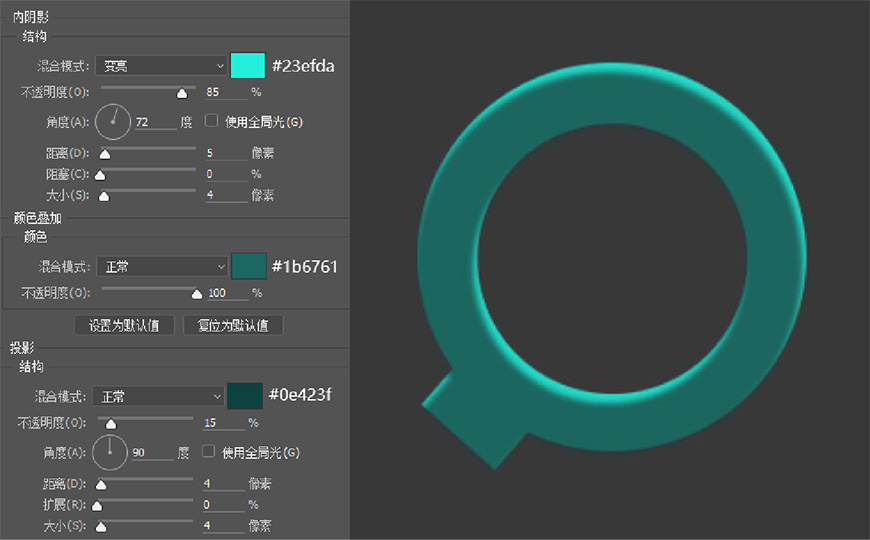 内阴影
结构
混合模式: 变亮 #23efda
不透明度(O): 85 %
角度(A): 72 度 使用全局光(G)
距离(D): 5 像素
阻塞(C): 0 %
大小(S): 4 像素
颜色叠加
颜色
混合模式: 正常 #1b6761
不透明度(O): 100 %
设置为默认值 复位为默认值
投影
结构
混合模式: 正常 #0e423f
不透明度(O): 15 %
角度(A): 90 度 使用全局光(G)
距离(D): 4 像素
扩展(R): 0 %
大小(S): 4 像素